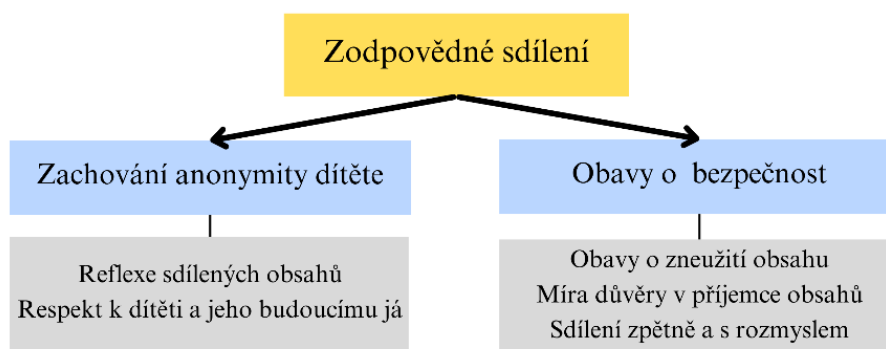 Zodpovědné sdílení
Zachování anonymity dítěte
Reflexe sdílených obsahů
Respekt k dítěti a jeho budoucímu já
Obavy o bezpečnost
Obavy o zneužití obsahu
Míra důvěry v příjemce obsahů
Sdílení zpětně a s rozmyslem